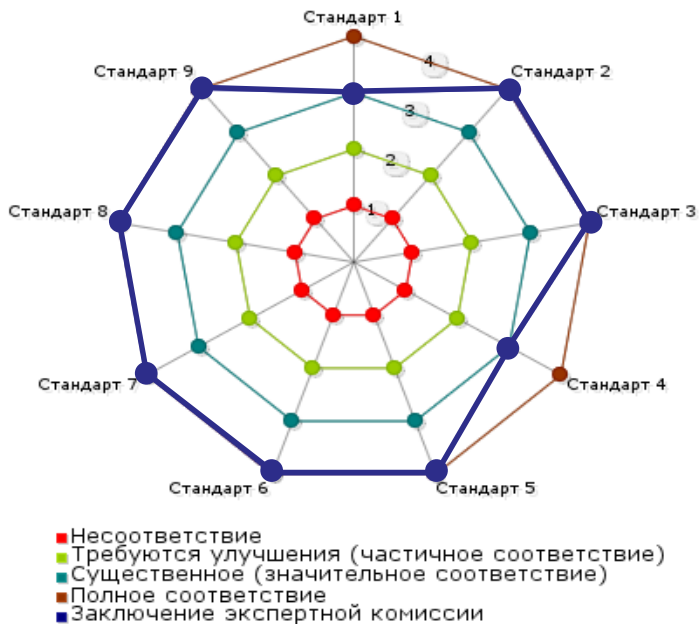 Стандарт 1
4
Стандарт 9
Стандарт 2
3
2
1
Стандарт 8
Стандарт 3
Стандарт 7
Стандарт 4
Стандарт 6
Стандарт 5
Несоответствие
Требуются улучшения (частичное соответствие)
Существенное (значительное соответствие)
Полное соответствие
Заключение экспертной комиссии